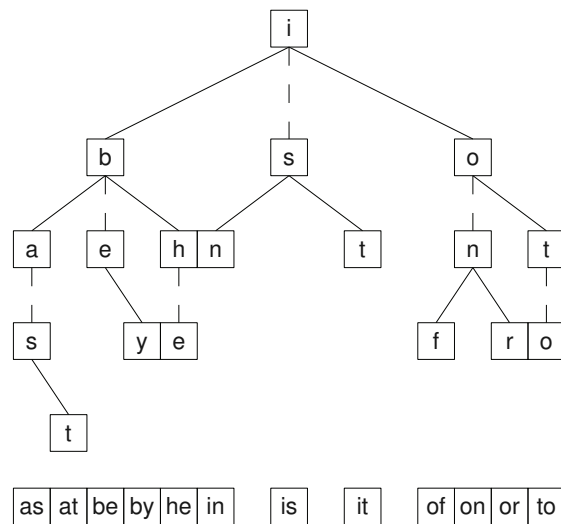 i
b s o
a e h n t n t
s y e f r o
t
as at be by he in is it of on or to